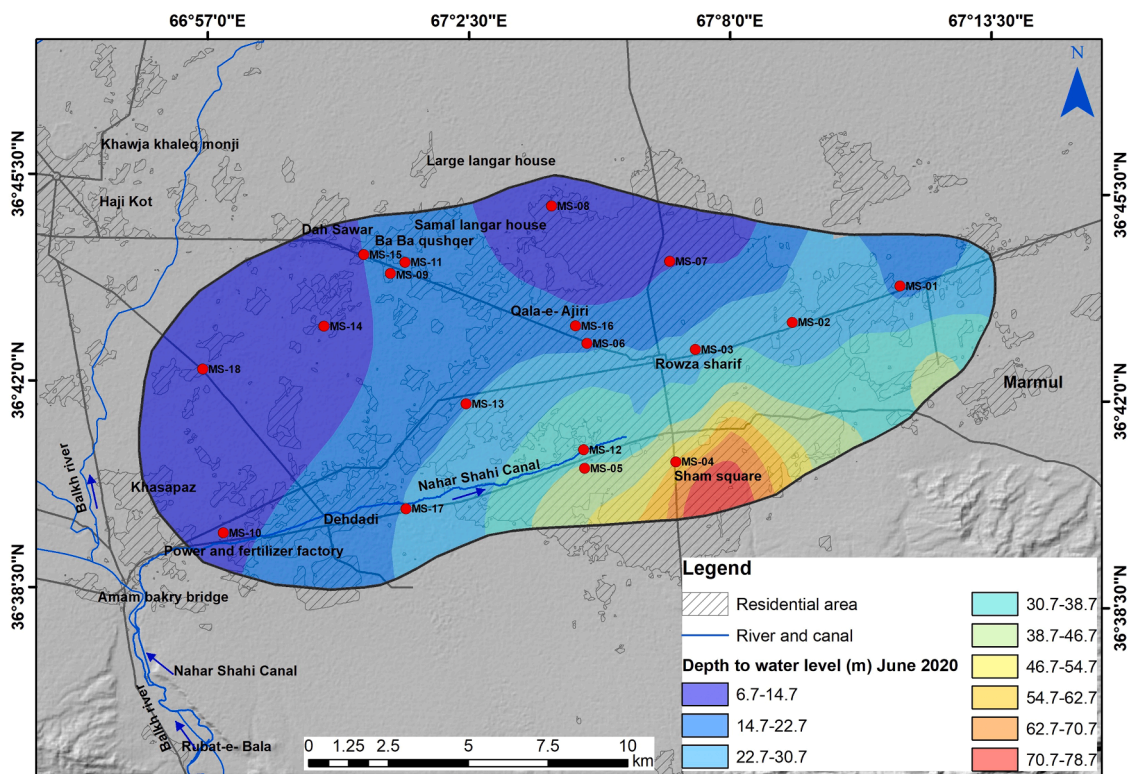 66°57'0"E 67°2'30"E 67°8'0"E 67°13'30"E
N
Khawja khaleq monji
36°45'30"N
Large langar house
36°45'30"N
Haji Kot
MS-08
Samal langar house
Dah Sawar
Ba Ba qushqer
MS-15
MS-11
MS-07
MS-09
MS-01
Qala-e- Ajiri
MS-14
MS-16
MS-02
MS-06
MS-03
Rowza sharif
MS-18
36°42'0"N
Marmul
36°42'0"N
MS-13
MS-12
MS-04
MS-05
Nahar Shahi Canal
Sham square
Balkh river
Khasapaz
MS-17
Dehdadi
MS-10
Power and fertilizer factory
36°38'30"N
Amam bakry bridge
36°38'30"N
Nahar Shahi Canal
Balkh river
Rubat-e- Bala
0 1.25 2.5 5 7.5 10
km
Legend
Residential area
River and canal
Depth to water level (m) June 2020
6.7-14.7
14.7-22.7
22.7-30.7
30.7-38.7
38.7-46.7
46.7-54.7
54.7-62.7
62.7-70.7
70.7-78.7